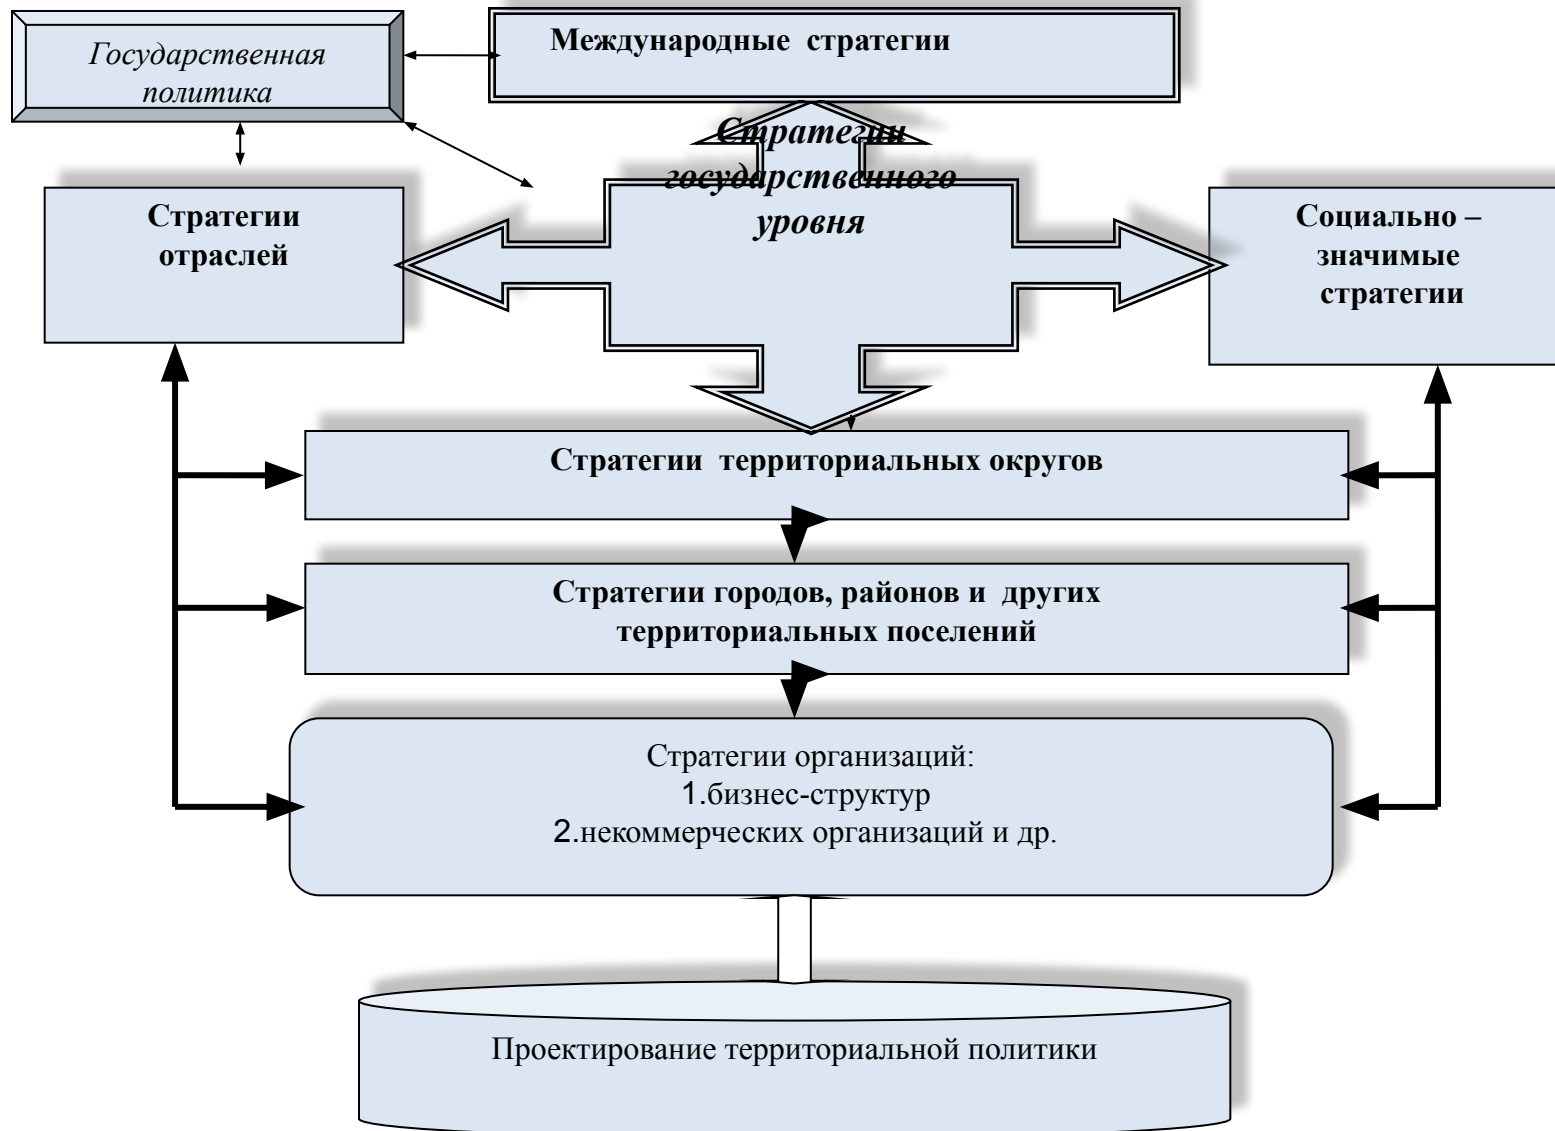 Государственная
политика
Международные стратегии
Стратегии
государственного
уровня
Стратегии
отраслей
Социально –
значимые
стратегии
Стратегии территориальных округов
Стратегии городов, районов и других
территориальных поселений
Стратегии организаций:
1.бизнес-структур
2.некоммерческих организаций и др.
Проектирование территориальной политики